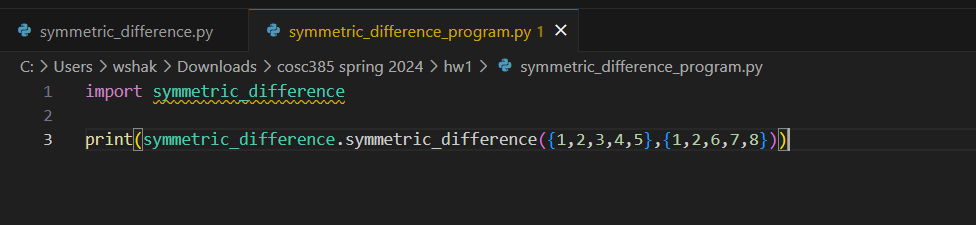 symmetric_difference.py symmetric_difference_program.py 1 ×
C: > Users > wshak > Downloads > cosc385 spring 2024 > hw1 > symmetric_difference_program.py
1 import symmetric_difference
2
3 print(symmetric_difference.symmetric_difference({1,2,3,4,5},{1,2,6,7,8}))